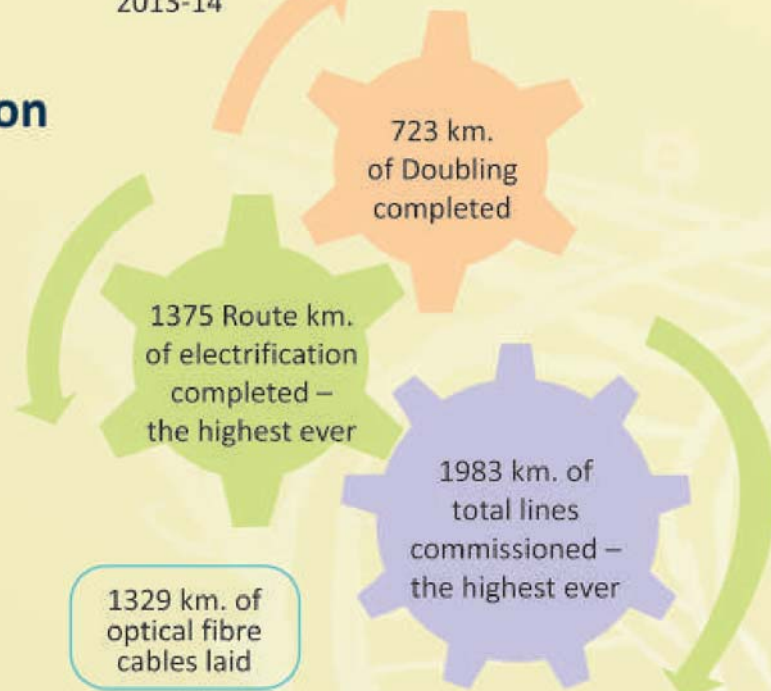 2013-14
on
723 km.
of Doubling
completed
1375 Route km.
of electrification
completed –
the highest ever
1983 km. of
total lines
commissioned –
the highest ever
1329 km. of
optical fibre
cables laid